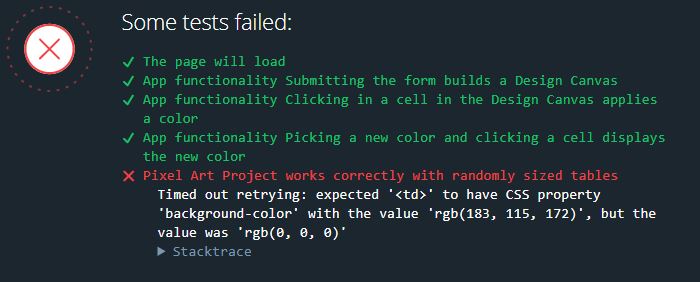 Some tests failed:
✓ The page will load
✓ App functionality Submitting the form builds a Design Canvas
✓ App functionality Clicking in a cell in the Design Canvas applies
a color
✓ App functionality Picking a new color and clicking a cell displays
the new color
✕ Pixel Art Project works correctly with randomly sized tables
Timed out retrying: expected '<td>' to have CSS property
'background-color' with the value 'rgb(183, 115, 172)', but the
value was 'rgb(0, 0, 0)'
▶ Stacktrace